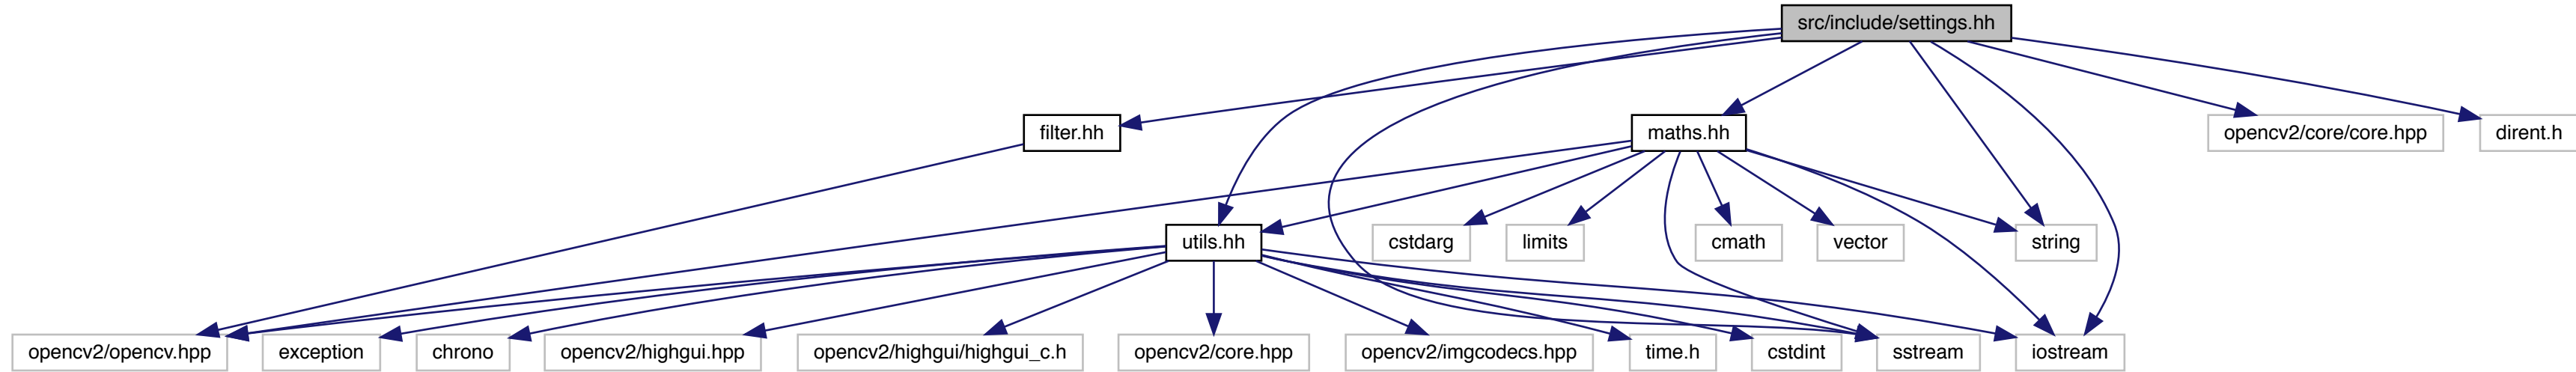 src/include/settings.hh
filter.hh
maths.hh
opencv2/core/core.hpp
dirent.h
utils.hh
cstdarg
limits
cmath
vector
string
opencv2/opencv.hpp
exception
chrono
opencv2/highgui.hpp
opencv2/highgui/highgui_c.h
opencv2/core.hpp
opencv2/imgcodecs.hpp
time.h
cstdint
sstream
iostream